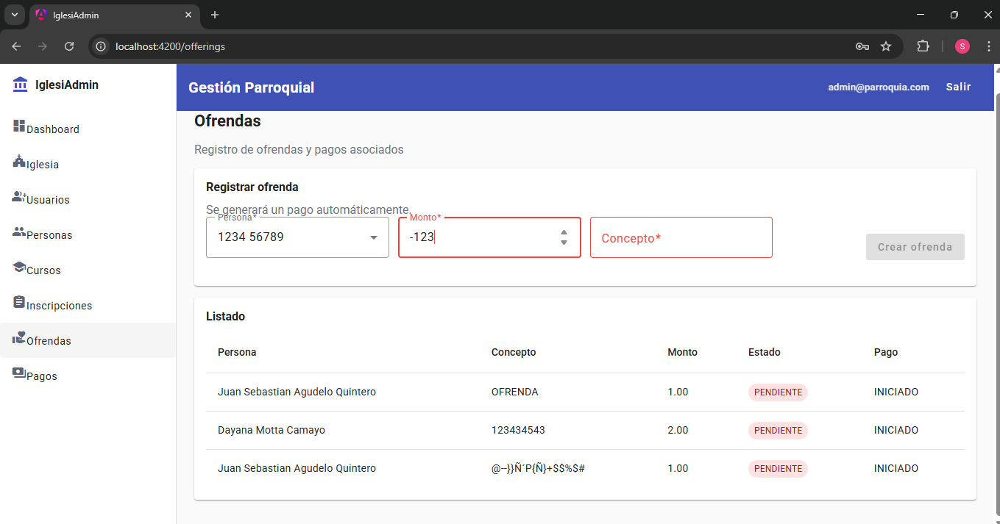 IglesiAdmin
localhost:4200/offerings
S
IglesiAdmin
Gestión Parroquial
admin@parroquia.com
Salir
Dashboard
Iglesia
Usuarios
Personas
Cursos
Inscripciones
Ofrendas
Pagos
Ofrendas
Registro de ofrendas y pagos asociados
Registrar ofrenda
Se generará un pago automáticamente.
Persona*
1234 56789
Monto*
-123
Concepto*
Crear ofrenda
Listado
Persona Concepto Monto Estado Pago
Juan Sebastian Agudelo Quintero OFRENDA 1.00 PENDIENTE INICIADO
Dayana Motta Camayo 123434543 2.00 PENDIENTE INICIADO
Juan Sebastian Agudelo Quintero @--}}Ñ´P{Ñ}+$$%$# 1.00 PENDIENTE INICIADO